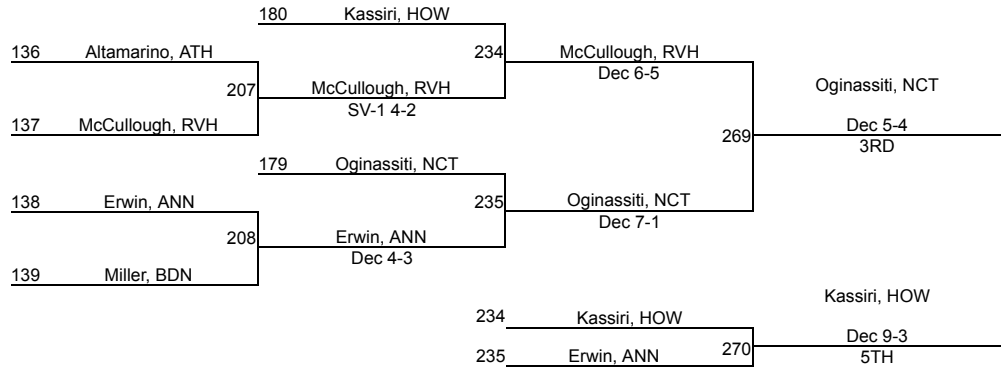 180 Kassiri, HOW
136 Altamarino, ATH
234 McCullough, RVH
Dec 6-5
207 McCullough, RVH
SV-1 4-2
Oginassiti, NCT
137 McCullough, RVH
269 Dec 5-4
3RD
179 Oginassiti, NCT
138 Erwin, ANN
235 Oginassiti, NCT
Dec 7-1
208 Erwin, ANN
Dec 4-3
139 Miller, BDN
Kassiri, HOW
234 Kassiri, HOW
270 Dec 9-3
5TH
235 Erwin, ANN